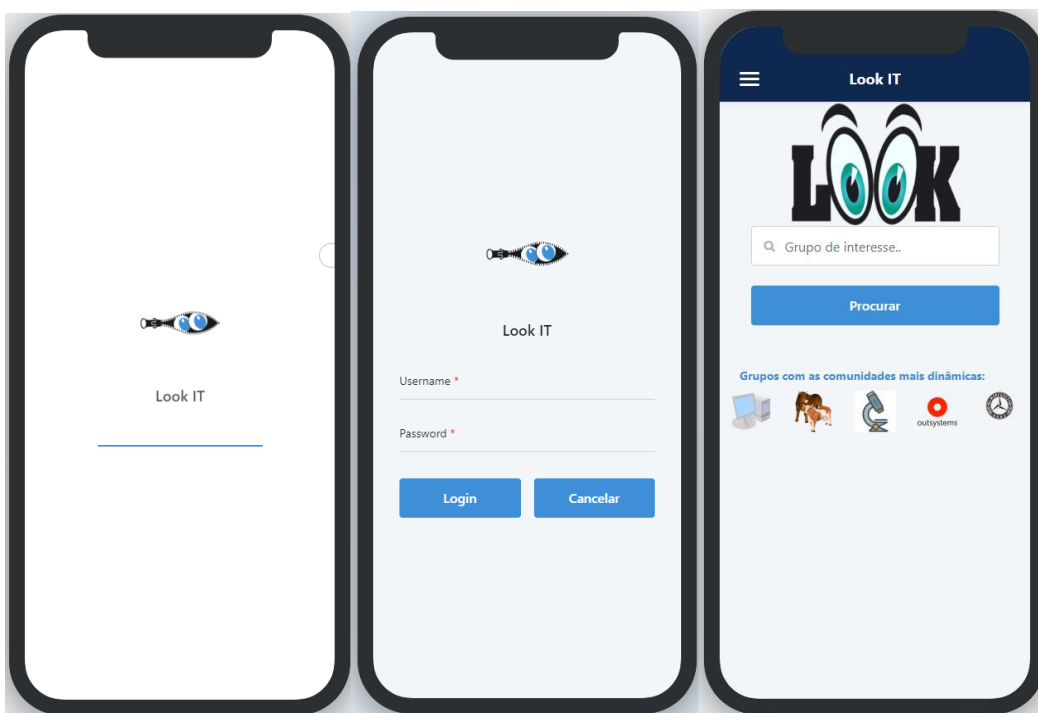 Look IT
Look IT
Username *
Password *
Login
Cancelar
Look IT
LOOK
Grupo de interesse..
Procurar
Grupos com as comunidades mais dinâmicas:
outsystems